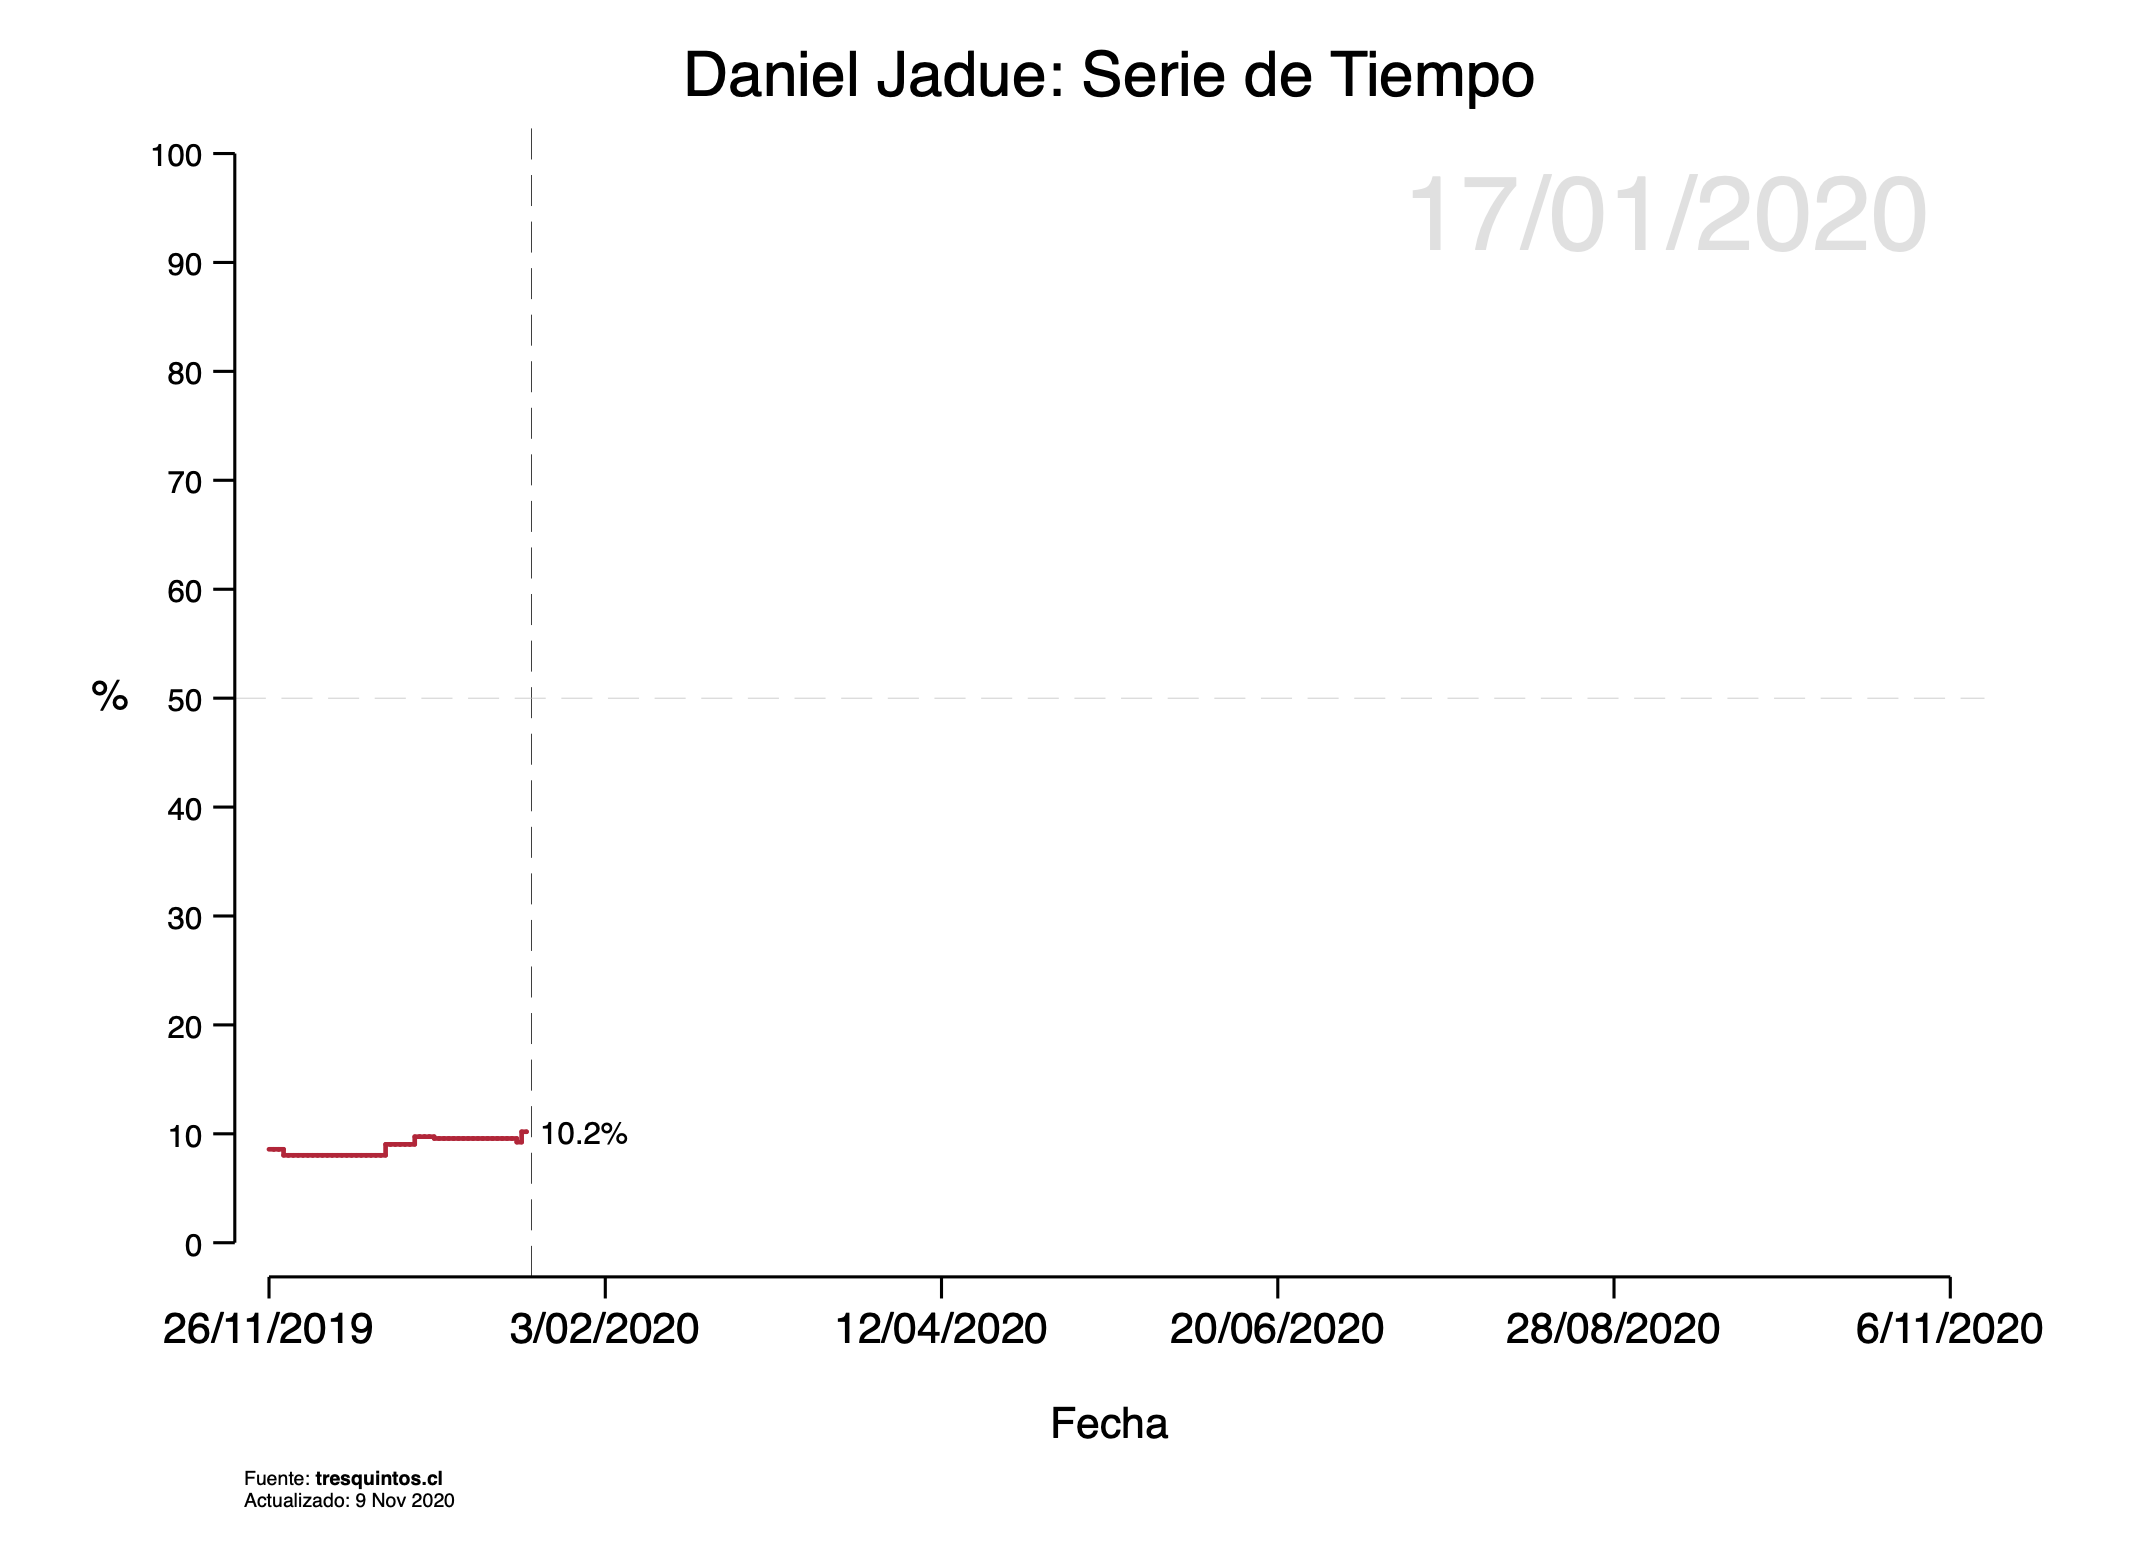 Daniel Jadue: Serie de Tiempo
17/01/2020
100
90
80
70
60
50
40
30
20
10
0
%
10.2%
26/11/2019 3/02/2020 12/04/2020 20/06/2020 28/08/2020 6/11/2020
Fecha
Fuente: tresquintos.cl
Actualizado: 9 Nov 2020